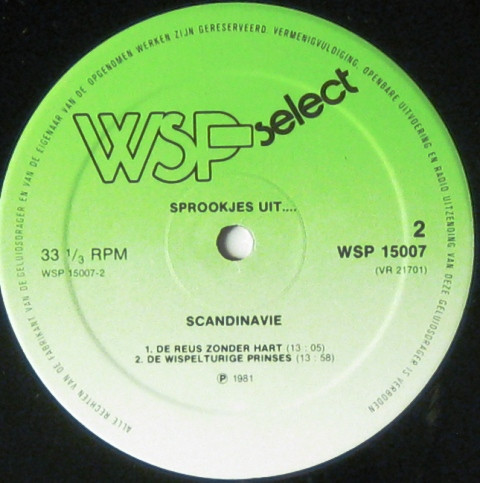 ALLE RECHTEN VAN DE FABRIKANT VAN DE GELUIDSDRAGER EN VAN DE EIGENAAR VAN DE OPGENOMEN WERKEN ZIJN GERESERVEERD. VERMENIGVULDIGING, OPENBARE UITVOERING EN RADIO UITZENDING VAN DEZE GELUIDSDRAGER IS VERBODEN
WSP-select
SPROOKJES UIT....
2
33 1/3 RPM
WSP 15007
WSP 15007-2
(VR 21701)
SCANDINAVIE
1. DE REUS ZONDER HART (13 : 05)
2. DE WISPELTURIGE PRINSES (13 : 58)
℗ 1981